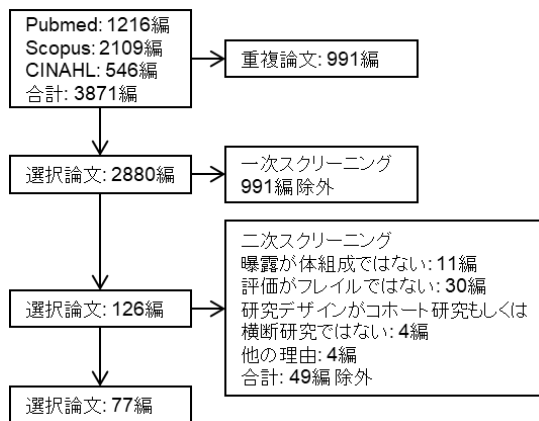 Pubmed: 1216編
Scopus: 2109編
CINAHL: 546編
合計: 3871編
重複論文: 991編
選択論文: 2880編
一次スクリーニング
991編除外
選択論文: 126編
二次スクリーニング
曝露が体組成ではない: 11編
評価がフレイルではない: 30編
研究デザインがコホート研究もしくは
横断研究ではない: 4編
他の理由: 4編
合計: 49編除外
選択論文: 77編